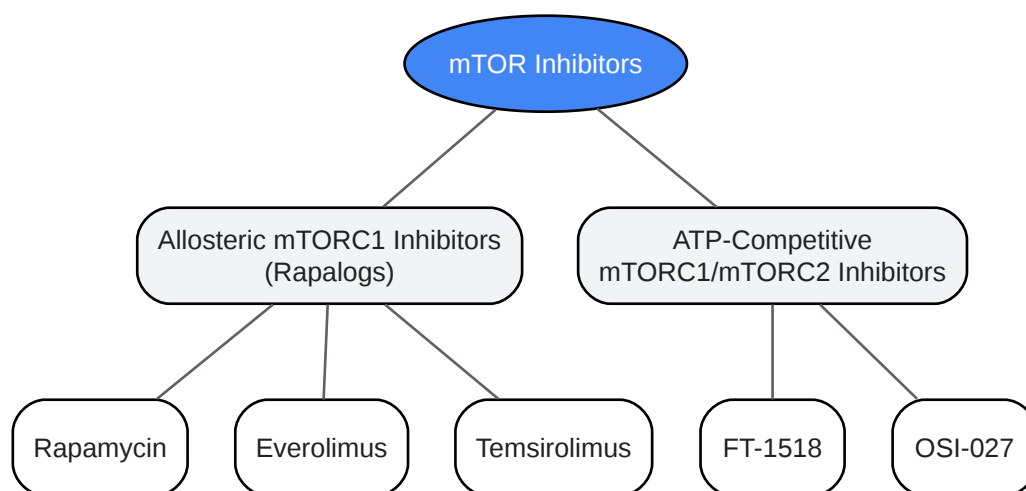 mTOR Inhibitors
Allosteric mTORC1 Inhibitors
(Rapalogs)
ATP-Competitive
mTORC1/mTORC2 Inhibitors
Rapamycin
Everolimus
Temsirolimus
FT-1518
OSI-027